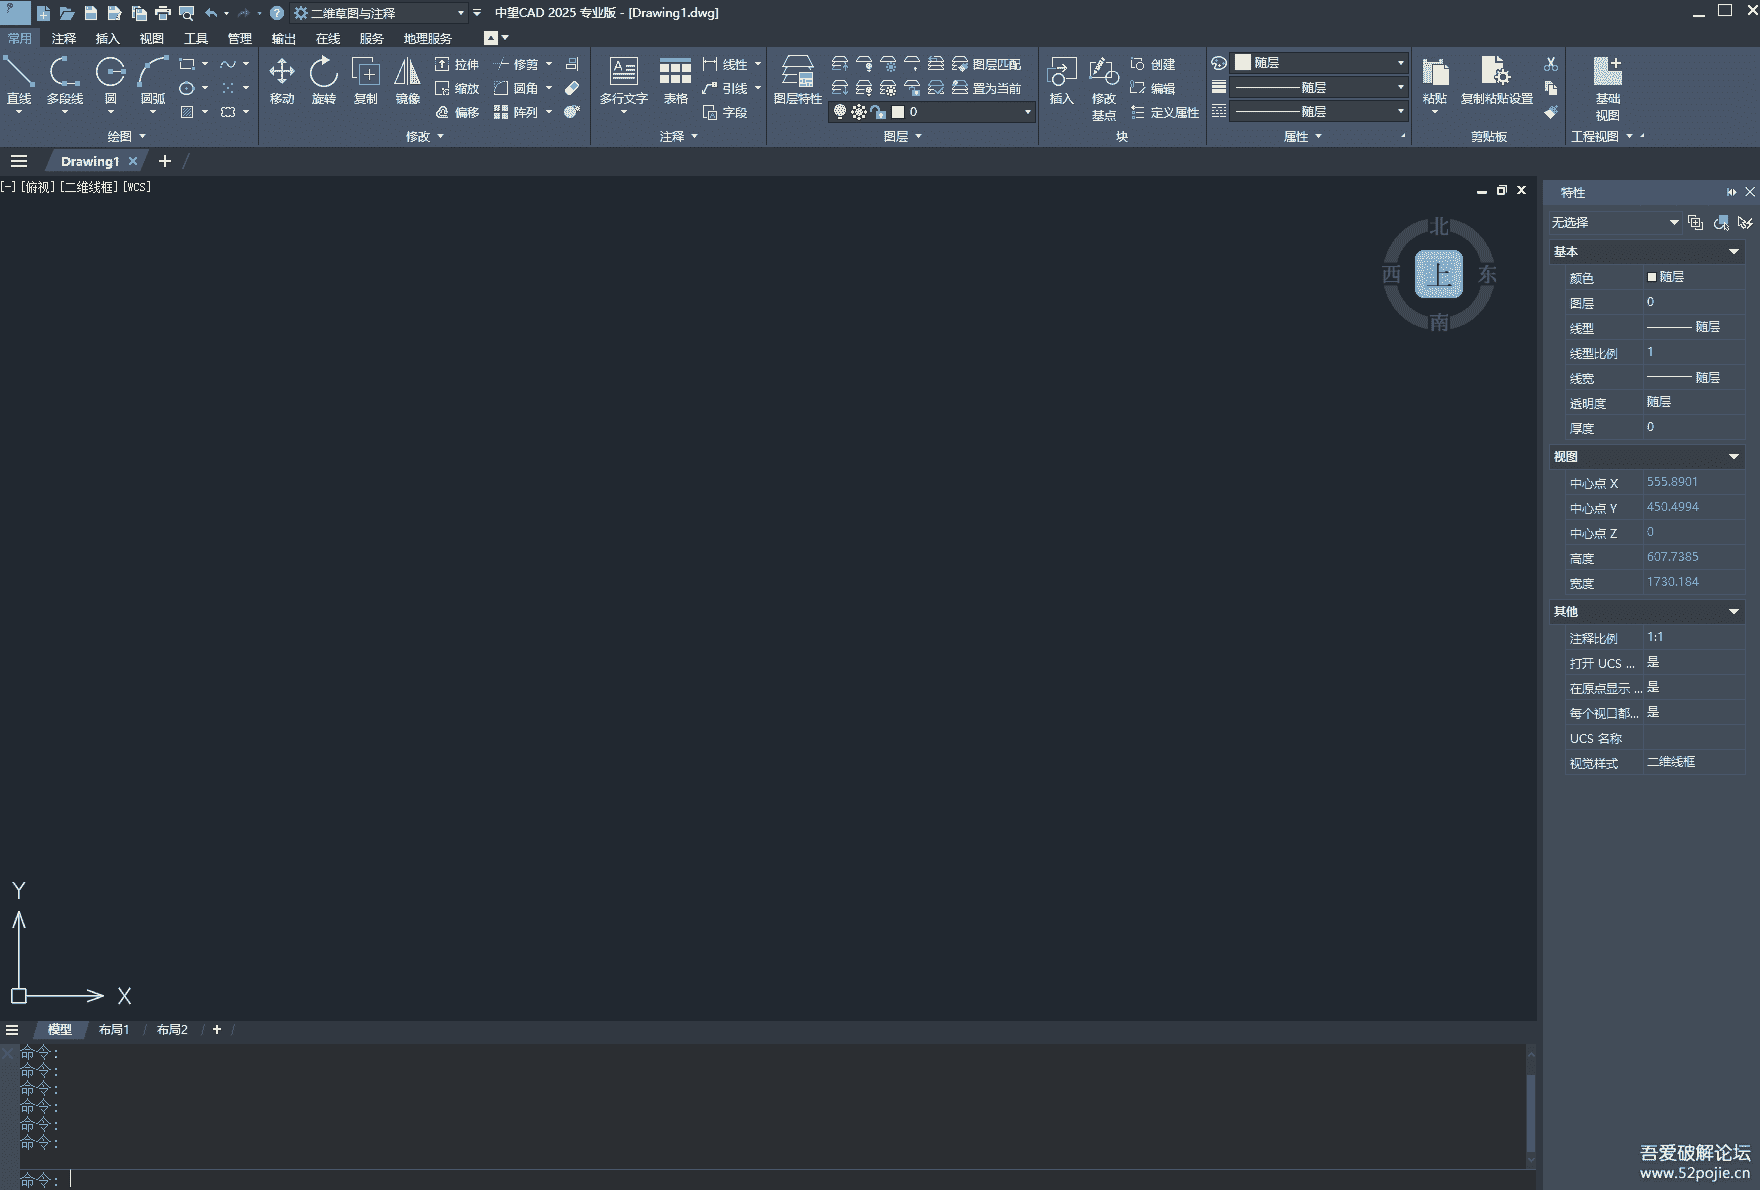 二维草图与注释 中望CAD 2025 专业版 - [Drawing1.dwg]
常用 注释 插入 视图 工具 管理 输出 在线 服务 地理服务
直线 多段线 圆 圆弧
绘图
移动 旋转 复制 镜像
拉伸 修剪
缩放 圆角
偏移 阵列
修改
多行文字 表格
线性
引线
字段
注释
图层特性
图层匹配
置为当前
0
图层
插入 修改基点
创建
编辑
定义属性
块
随层
随层
随层
属性
粘贴 复制粘贴设置
剪贴板
基础视图
工程视图
Drawing1
[-] [俯视] [二维线框] [WCS]
北
西 上 东
南
Y
X
模型 布局1 布局2
命令:
命令:
命令:
命令:
命令:
命令:
命令:
特性
无选择
基本
颜色 随层
图层 0
线型 随层
线型比例 1
线宽 随层
透明度 随层
厚度 0
视图
中心点 X 555.8901
中心点 Y 450.4994
中心点 Z 0
高度 607.7385
宽度 1730.184
其他
注释比例 1:1
打开 UCS ... 是
在原点显示 ... 是
每个视口都... 是
UCS 名称
视觉样式 二维线框
吾爱破解论坛
www.52pojie.cn